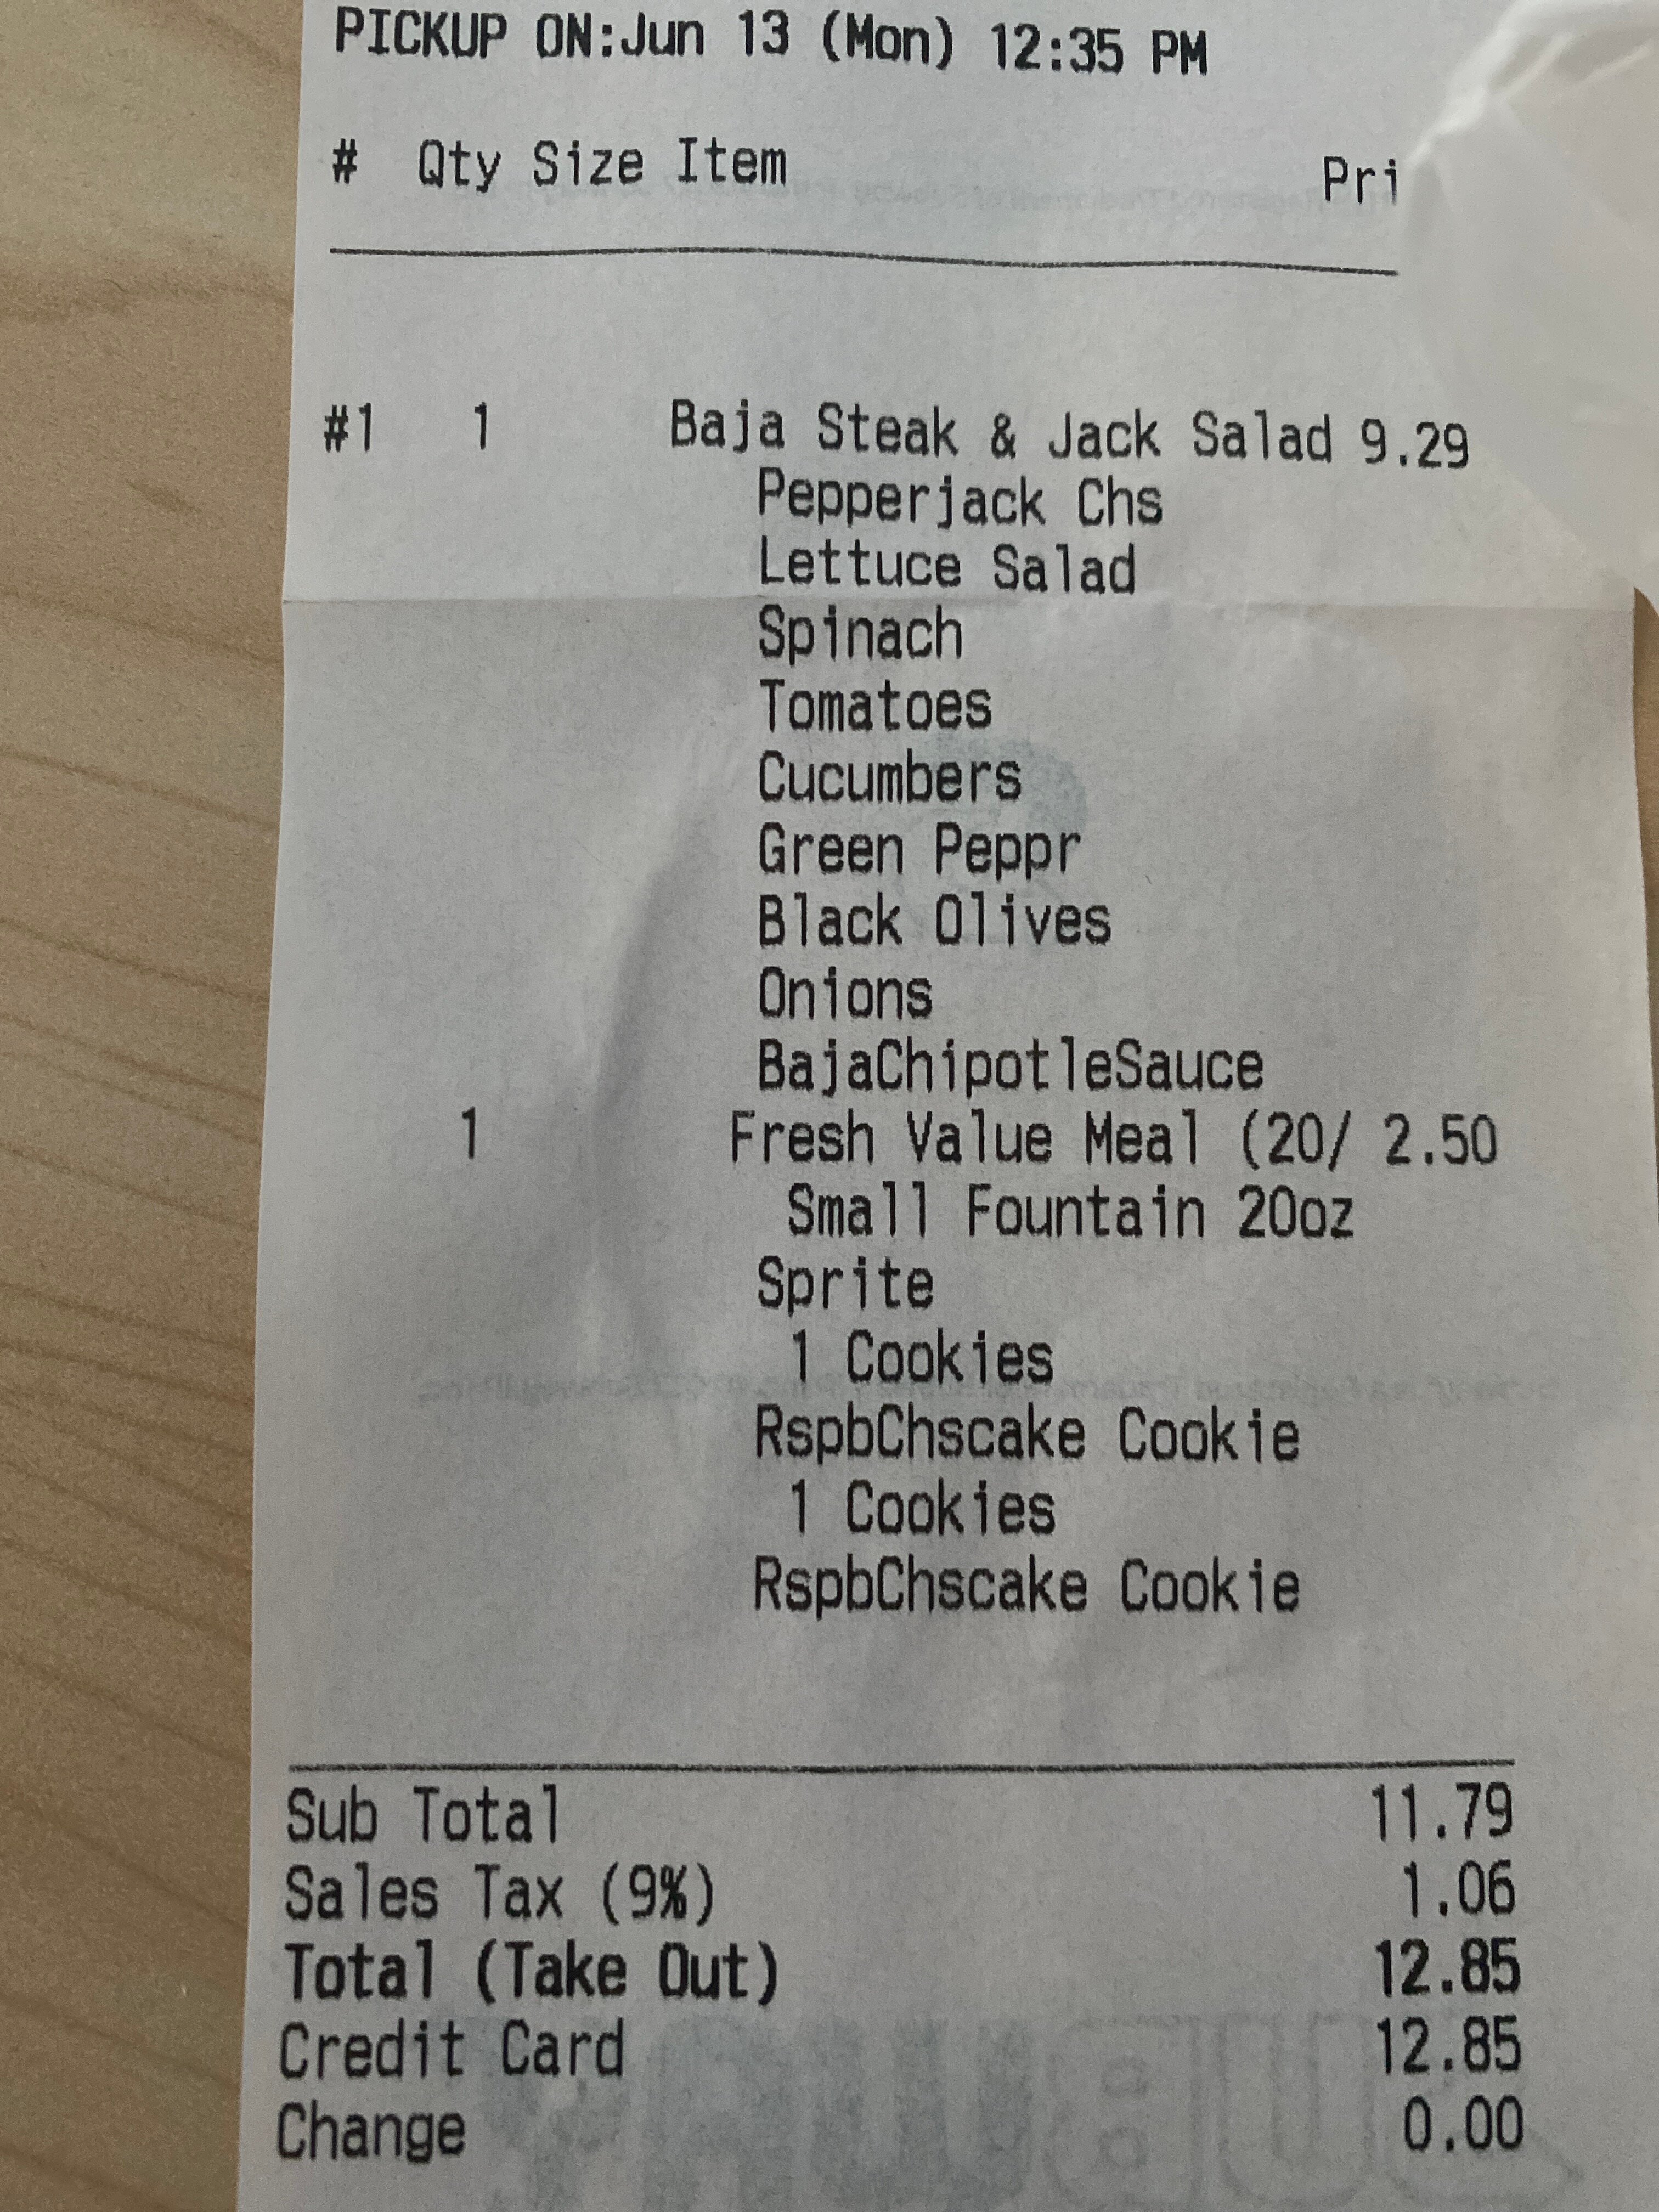 PICKUP ON:Jun 13 (Mon) 12:35 PM
# Qty Size Item Pri
#1 1 Baja Steak & Jack Salad 9.29
Pepperjack Chs
Lettuce Salad
Spinach
Tomatoes
Cucumbers
Green Peppr
Black Olives
Onions
BajaChipotleSauce
1 Fresh Value Meal (20/ 2.50
Small Fountain 20oz
Sprite
1 Cookies
RspbChscake Cookie
1 Cookies
RspbChscake Cookie
Sub Total 11.79
Sales Tax (9%) 1.06
Total (Take Out) 12.85
Credit Card 12.85
Change 0.00